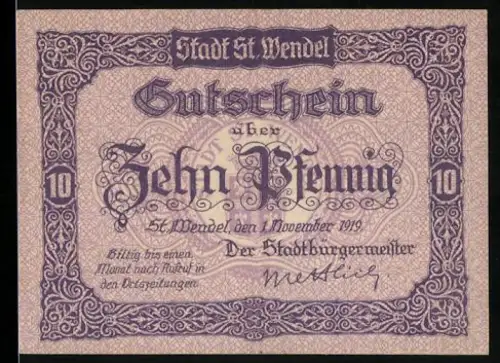 Stadt St. Wendel
Gutschein
über
Zehn Pfennig
10
10
St. Wendel, den 1. November 1919.
Der Stadtbürgermeister
Gültig bis einen
Monat nach Aufruf in
den Ortszeitungen.